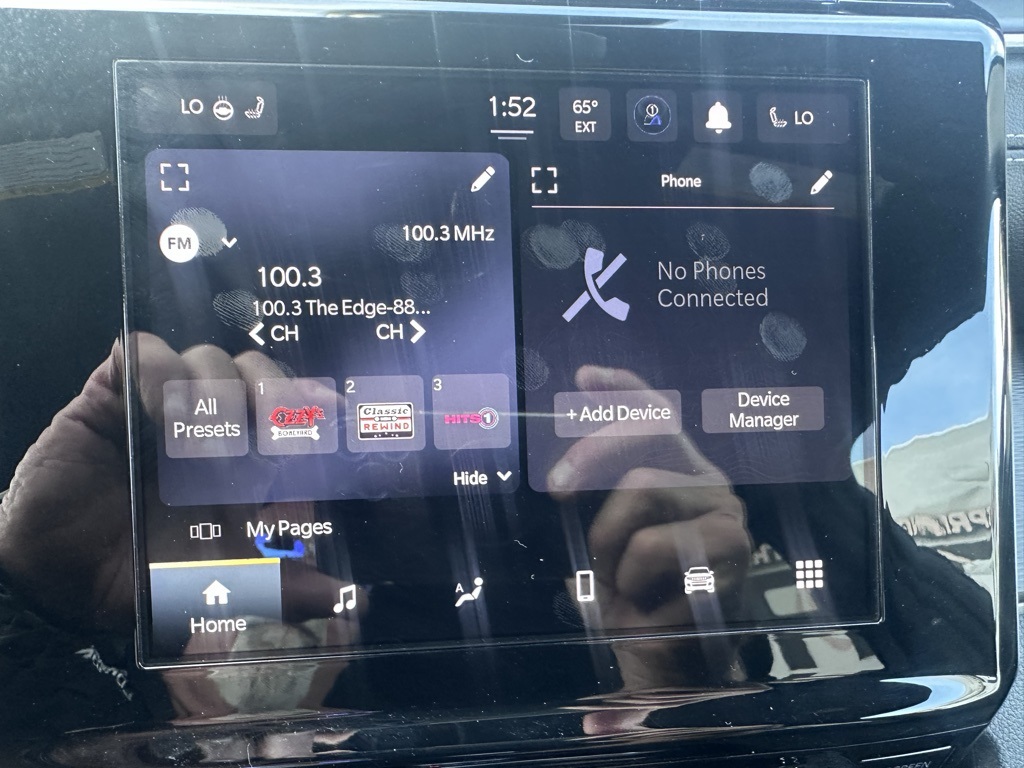 LO
1:52
65°
EXT
LO
Phone
FM
100.3 MHz
100.3
100.3 The Edge-88...
CH
CH
No Phones
Connected
All
Presets
1
OZZY's
BONEYARD
2
Classic
REWIND
3
HITS 1
+ Add Device
Device
Manager
Hide
My Pages
A
Home